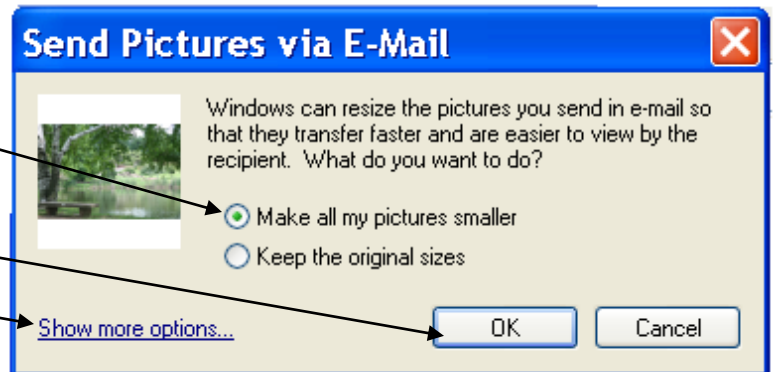 Send Pictures via E-Mail
Windows can resize the pictures you send in e-mail so
that they transfer faster and are easier to view by the
recipient. What do you want to do?
Make all my pictures smaller
Keep the original sizes
Show more options...
OK
Cancel